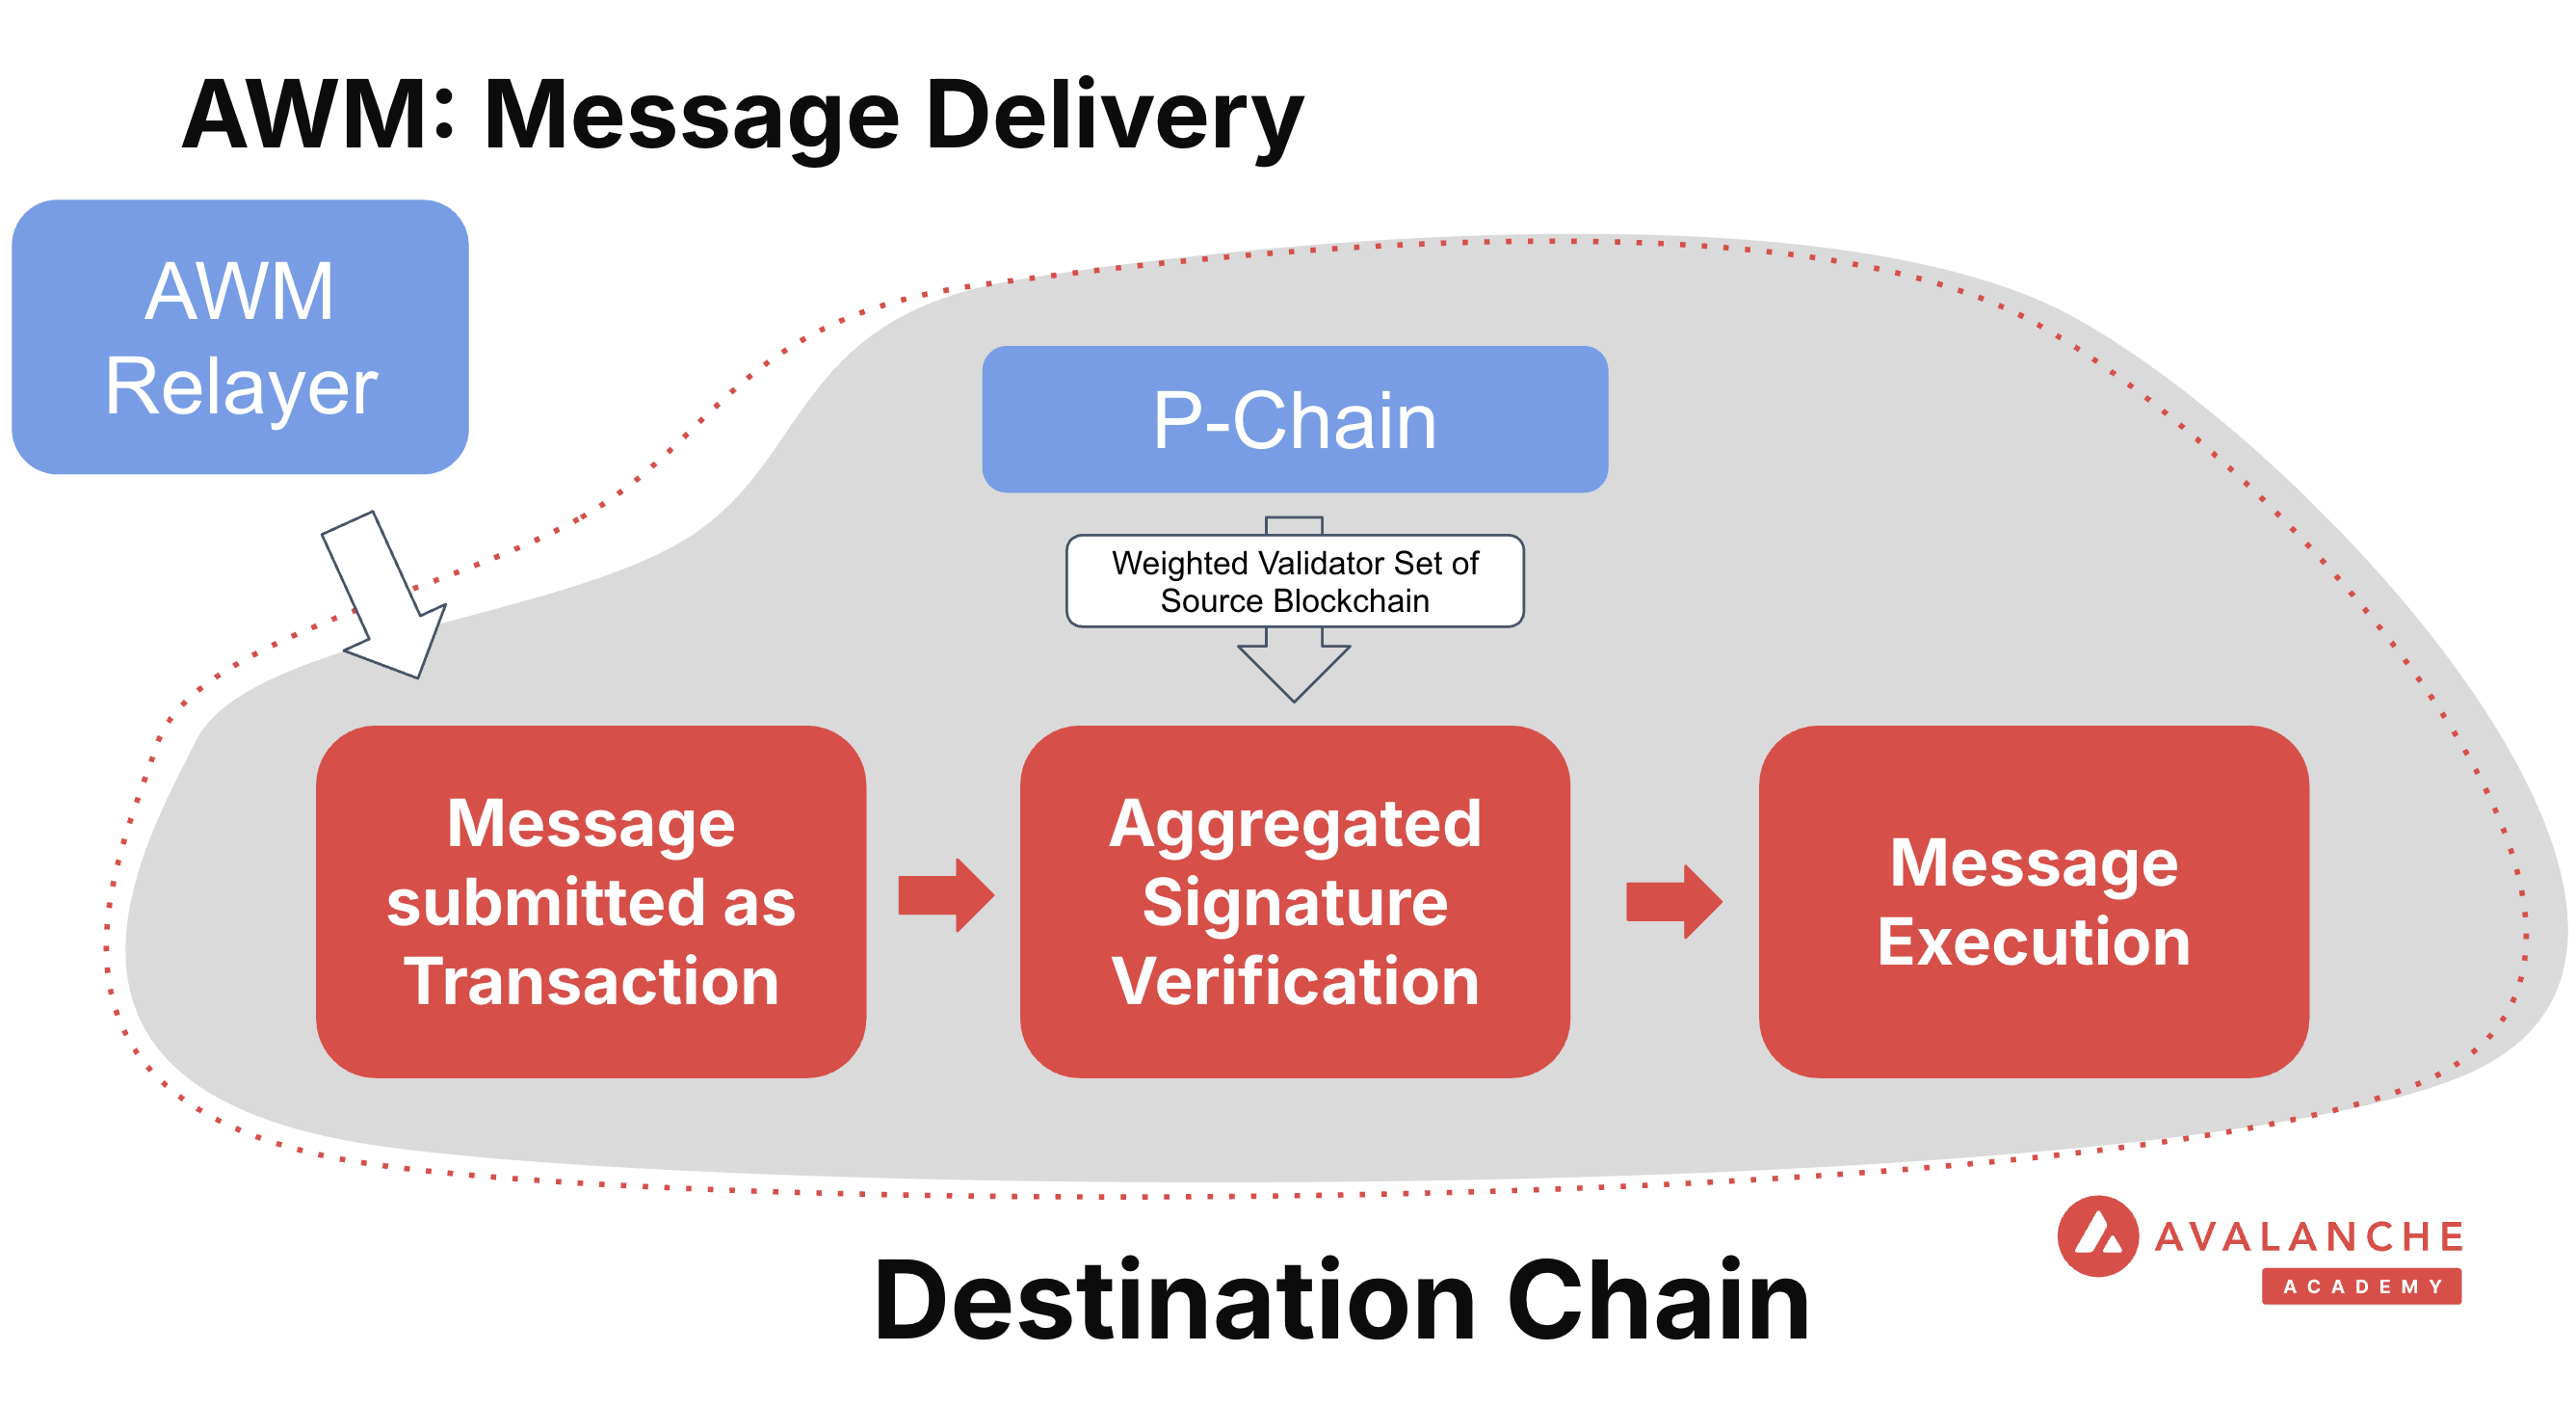 AWM: Message Delivery
AWM
Relayer
P-Chain
Weighted Validator Set of
Source Blockchain
Message
submitted as
Transaction
Aggregated
Signature
Verification
Message
Execution
Destination Chain
AVALANCHE
ACADEMY